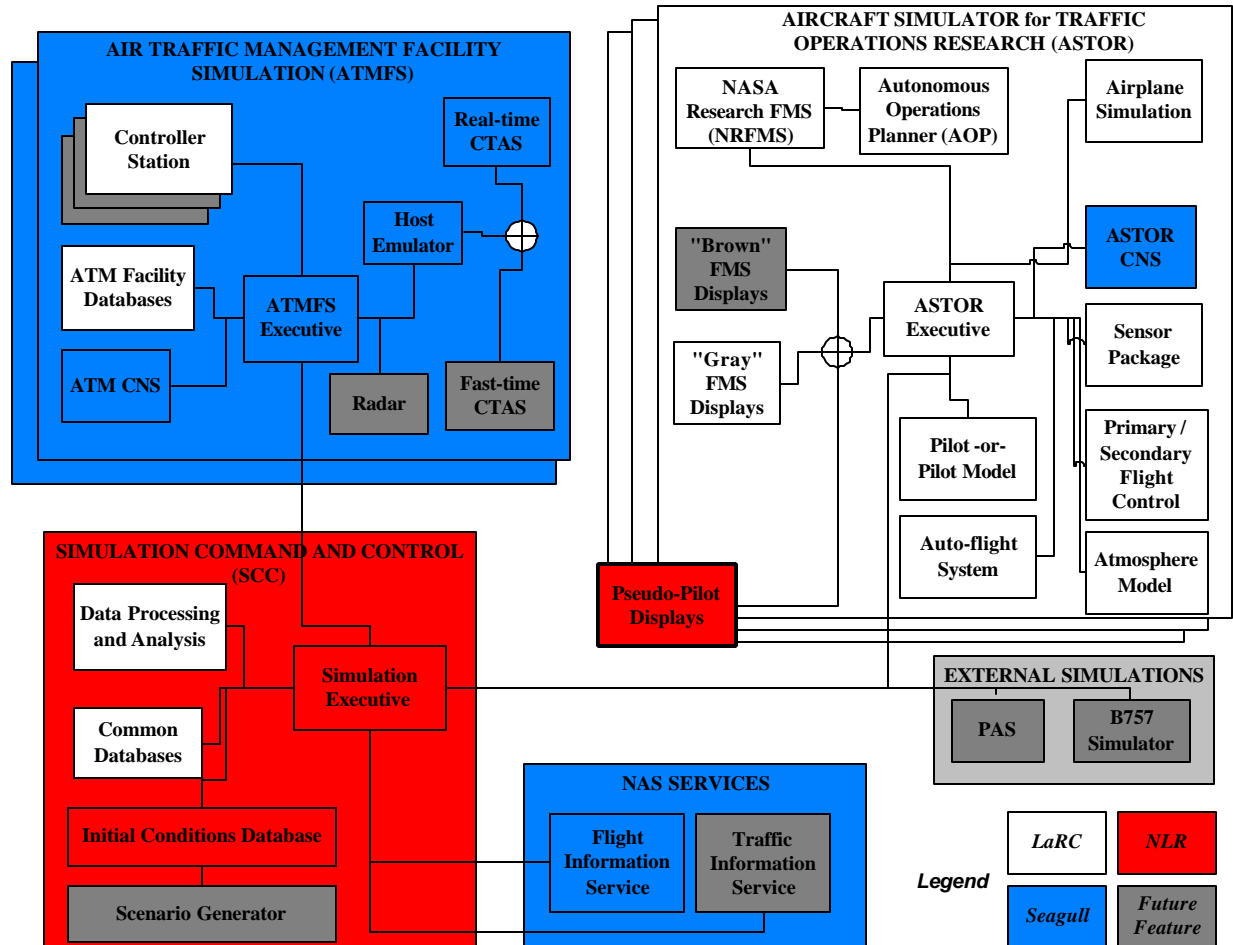 AIR TRAFFIC MANAGEMENT FACILITY
SIMULATION (ATMFS)
Controller
Station
Real-time
CTAS
Host
Emulator
ATM Facility
Databases
ATMFS
Executive
ATM CNS
Radar
Fast-time
CTAS
AIRCRAFT SIMULATOR for TRAFFIC
OPERATIONS RESEARCH (ASTOR)
NASA
Research FMS
(NRFMS)
Autonomous
Operations
Planner (AOP)
Airplane
Simulation
"Brown"
FMS
Displays
ASTOR
CNS
ASTOR
Executive
"Gray"
FMS
Displays
Sensor
Package
Pilot -or-
Pilot Model
Primary /
Secondary
Flight
Control
Auto-flight
System
Atmosphere
Model
Pseudo-Pilot
Displays
SIMULATION COMMAND AND CONTROL
(SCC)
Data Processing
and Analysis
Simulation
Executive
Common
Databases
Initial Conditions Database
Scenario Generator
NAS SERVICES
Flight
Information
Service
Traffic
Information
Service
EXTERNAL SIMULATIONS
PAS
B757
Simulator
Legend
LaRC
NLR
Seagull
Future
Feature